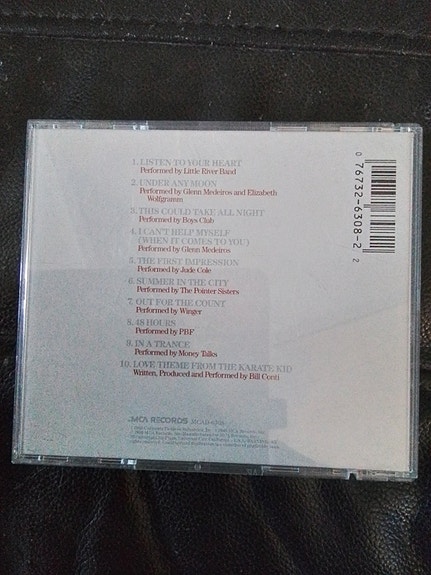 1. LISTEN TO YOUR HEART
Performed by Little River Band
2. UNDER ANY MOON
Performed by Glenn Medeiros and Elizabeth
Wolfgramm
3. THIS COULD TAKE ALL NIGHT
Performed by Boys Club
4. I CAN'T HELP MYSELF
(WHEN IT COMES TO YOU)
Performed by Glenn Medeiros
5. THE FIRST IMPRESSION
Performed by Jude Cole
6. SUMMER IN THE CITY
Performed by The Pointer Sisters
7. OUT FOR THE COUNT
Performed by Winger
8. 48 HOURS
Performed by PBF
9. IN A TRANCE
Performed by Money Talks
10. LOVE THEME FROM THE KARATE KID
Written, Produced and Performed by Bill Conti
MCA RECORDS MCAD-6308
0 76732-6308-2 2